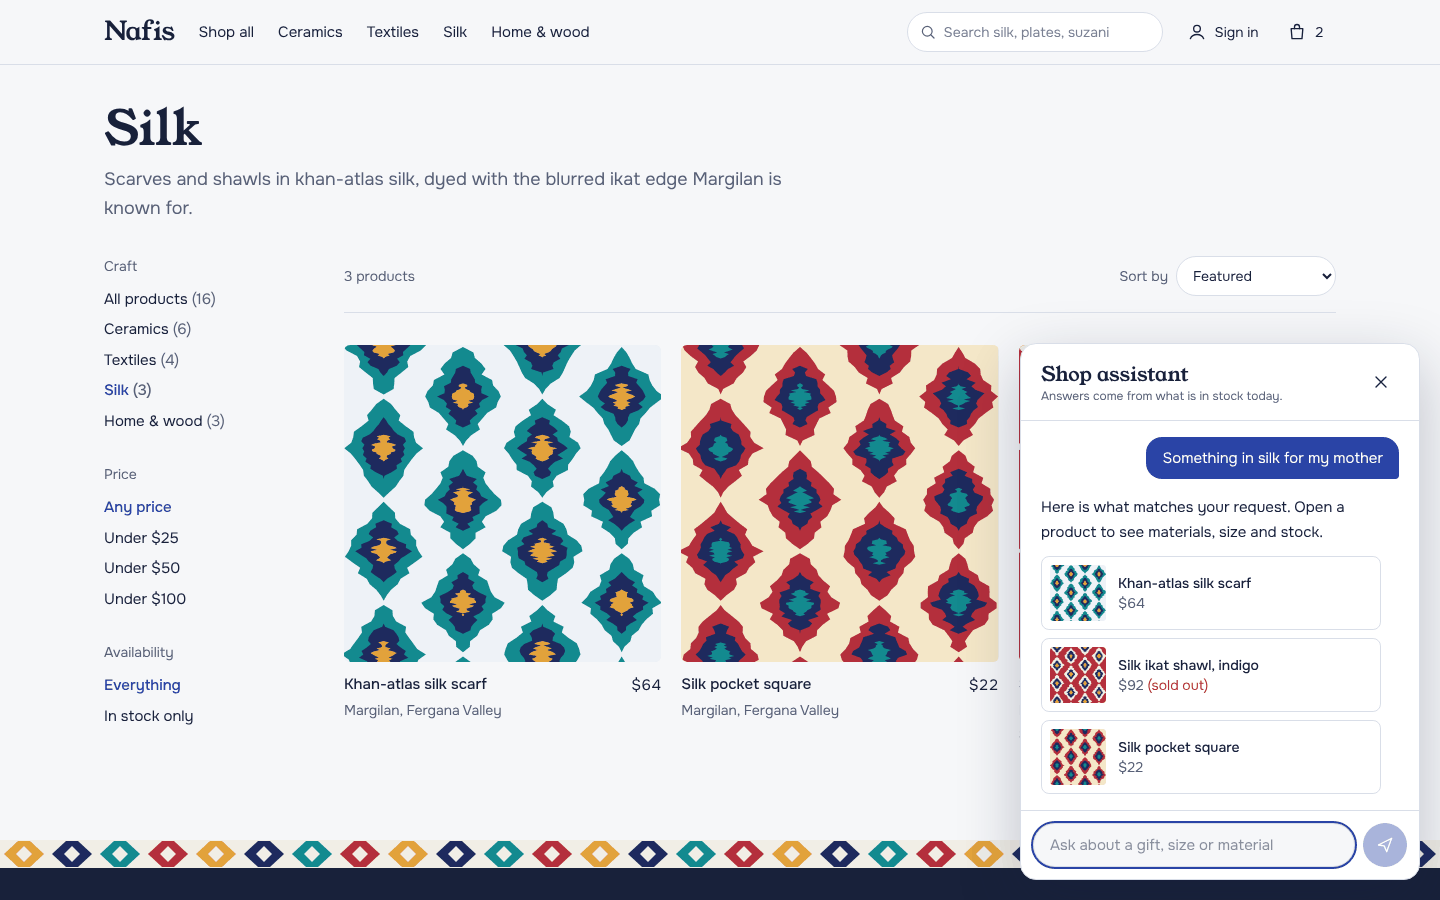 Nafis
Shop all
Ceramics
Textiles
Silk
Home & wood
Search silk, plates, suzani
Sign in
2
Silk
Scarves and shawls in khan-atlas silk, dyed with the blurred ikat edge Margilan is
known for.
Craft
All products (16)
Ceramics (6)
Textiles (4)
Silk (3)
Home & wood (3)
Price
Any price
Under $25
Under $50
Under $100
Availability
Everything
In stock only
3 products
Sort by
Featured
Khan-atlas silk scarf
$64
Margilan, Fergana Valley
Silk pocket square
$22
Margilan, Fergana Valley
Shop assistant
Answers come from what is in stock today.
Something in silk for my mother
Here is what matches your request. Open a
product to see materials, size and stock.
Khan-atlas silk scarf
$64
Silk ikat shawl, indigo
$92 (sold out)
Silk pocket square
$22
Ask about a gift, size or material